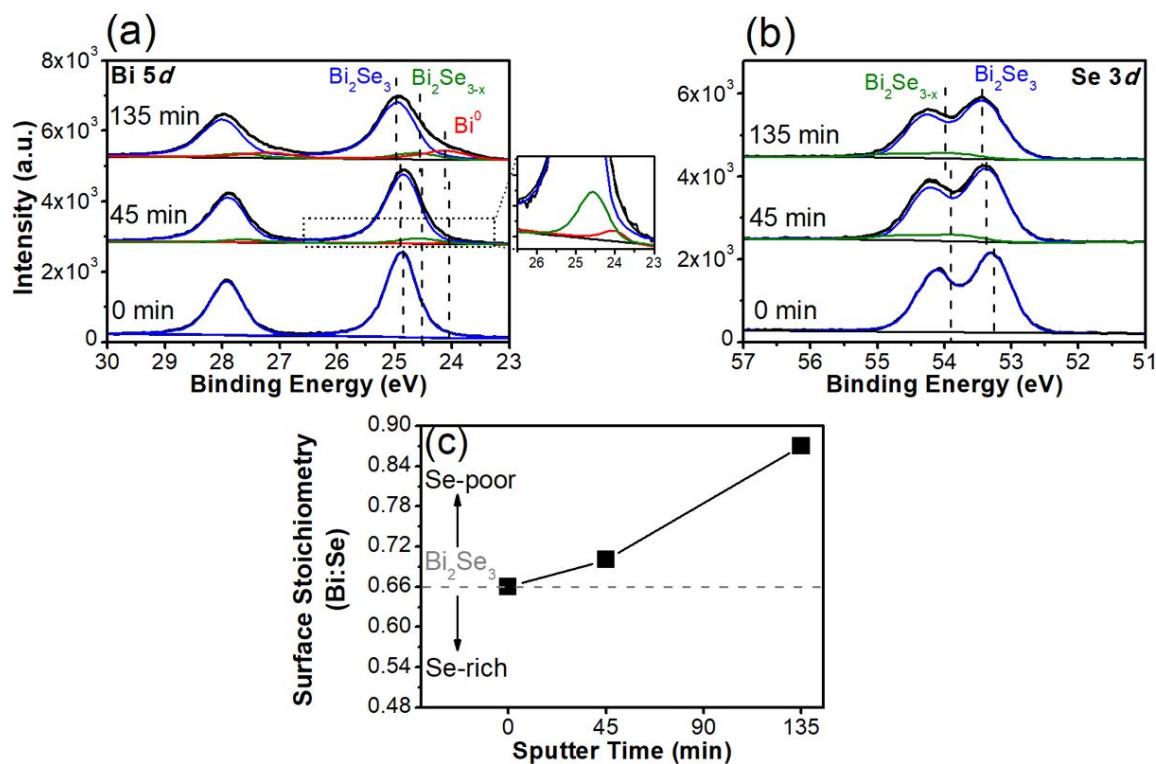 (a)
8x10³
6x10³
4x10³
2x10³
0
Intensity (a.u.)
Bi 5d
Bi₂Se₃
Bi₂Se₃₋ₓ
Bi⁰
135 min
45 min
0 min
30 29 28 27 26 25 24 23
Binding Energy (eV)
26 25 24 23
(b)
6x10³
4x10³
2x10³
0
Bi₂Se₃₋ₓ
Bi₂Se₃
Se 3d
135 min
45 min
0 min
57 56 55 54 53 52 51
Binding Energy (eV)
(c)
Surface Stoichiometry
(Bi:Se)
0.90
0.84
0.78
0.72
0.66
0.60
0.54
0.48
Se-poor
Bi₂Se₃
Se-rich
0 45 90 135
Sputter Time (min)